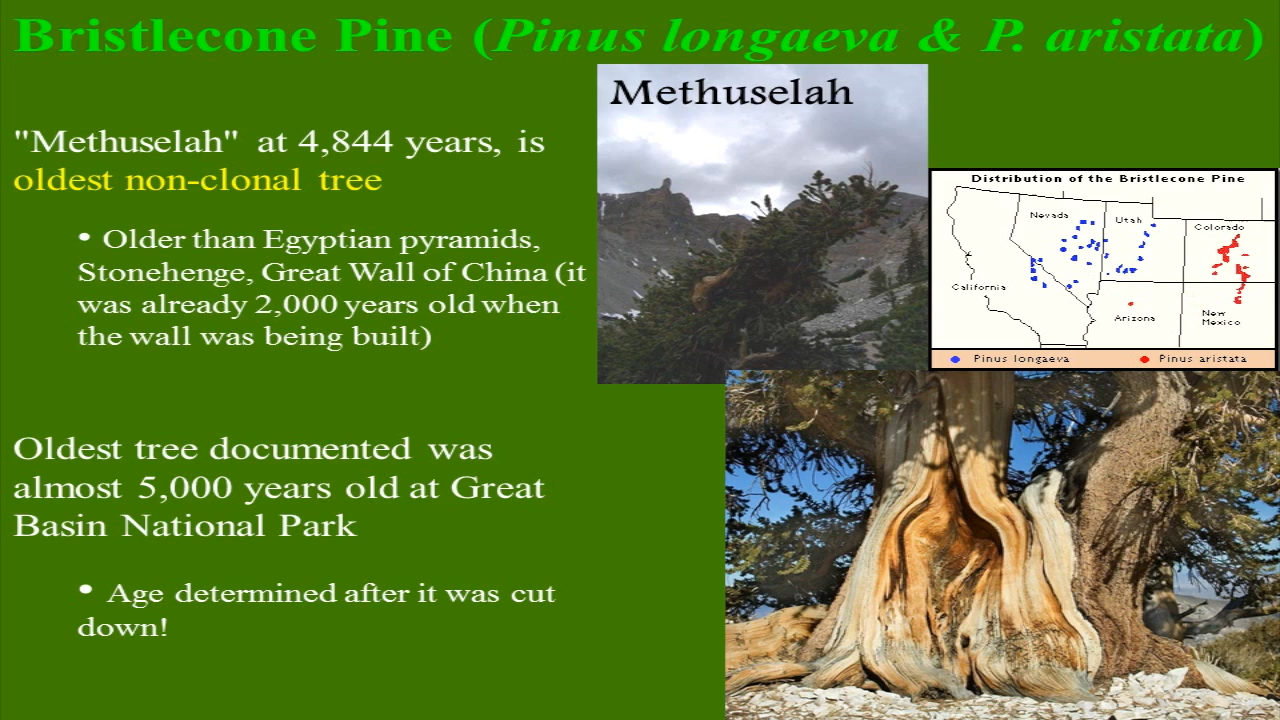 Bristlecone Pine (Pinus longaeva & P. aristata)
Methuselah
"Methuselah" at 4,844 years, is
oldest non-clonal tree
• Older than Egyptian pyramids,
Stonehenge, Great Wall of China (it
was already 2,000 years old when
the wall was being built)
Distribution of the Bristlecone Pine
Nevada
Utah
Colorado
California
Arizona
New
Mexico
Pinus longaeva
Pinus aristata
Oldest tree documented was
almost 5,000 years old at Great
Basin National Park
• Age determined after it was cut
down!